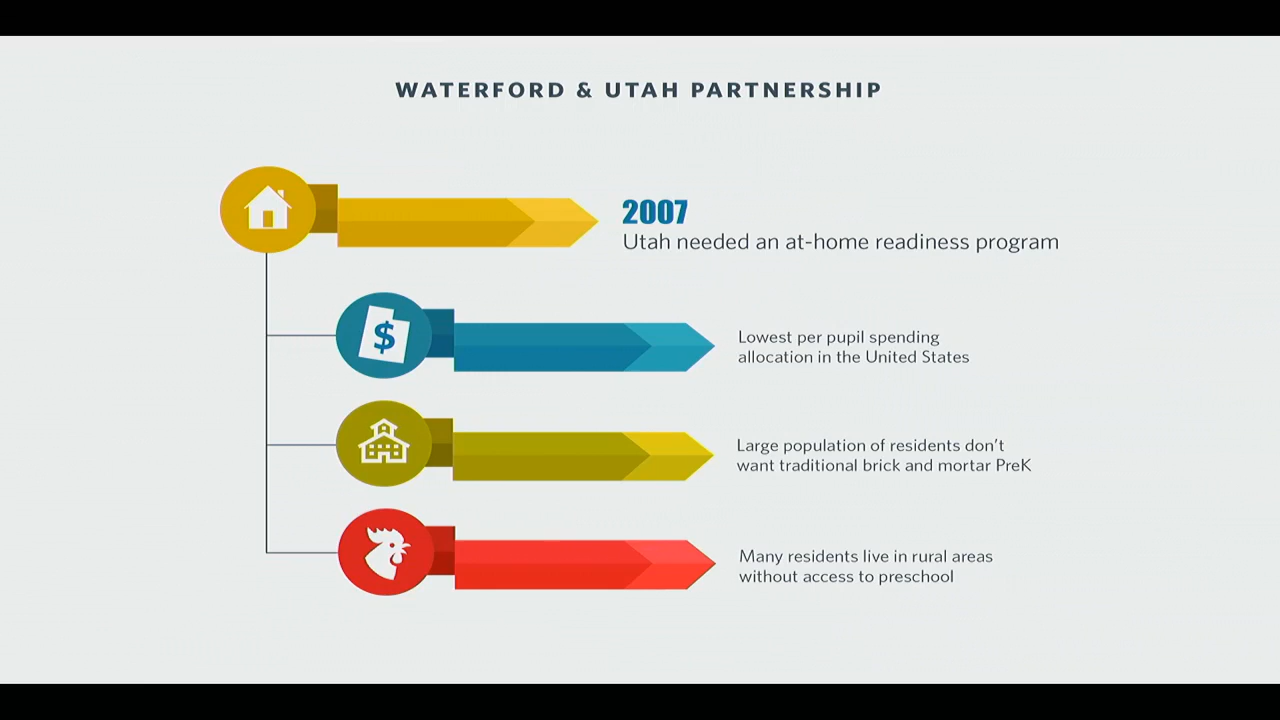 WATERFORD & UTAH PARTNERSHIP
2007
Utah needed an at-home readiness program
$
Lowest per pupil spending
allocation in the United States
Large population of residents don't
want traditional brick and mortar PreK
Many residents live in rural areas
without access to preschool